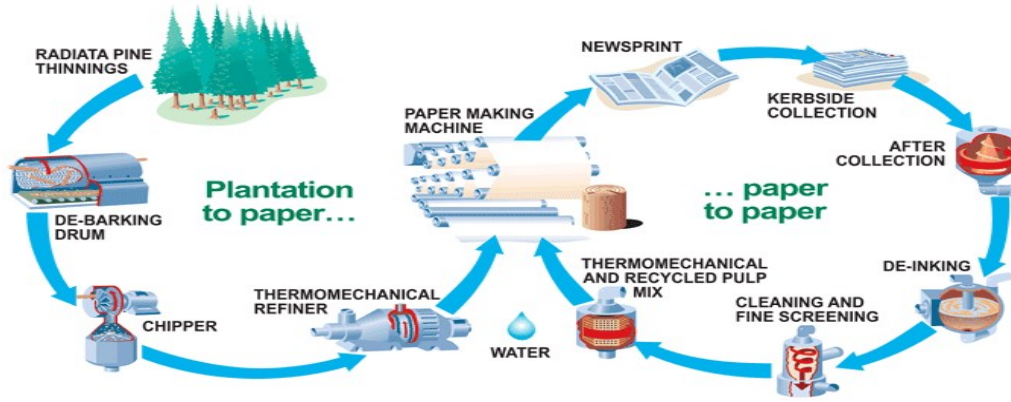 RADIATA PINE
THINNINGS
DE-BARKING
DRUM
CHIPPER
THERMOMECHANICAL
REFINER
Plantation
to paper...
PAPER MAKING
MACHINE
WATER
NEWSPRINT
KERBSIDE
COLLECTION
AFTER
COLLECTION
... paper
to paper
DE-INKING
CLEANING AND
FINE SCREENING
THERMOMECHANICAL
AND RECYCLED PULP
MIX